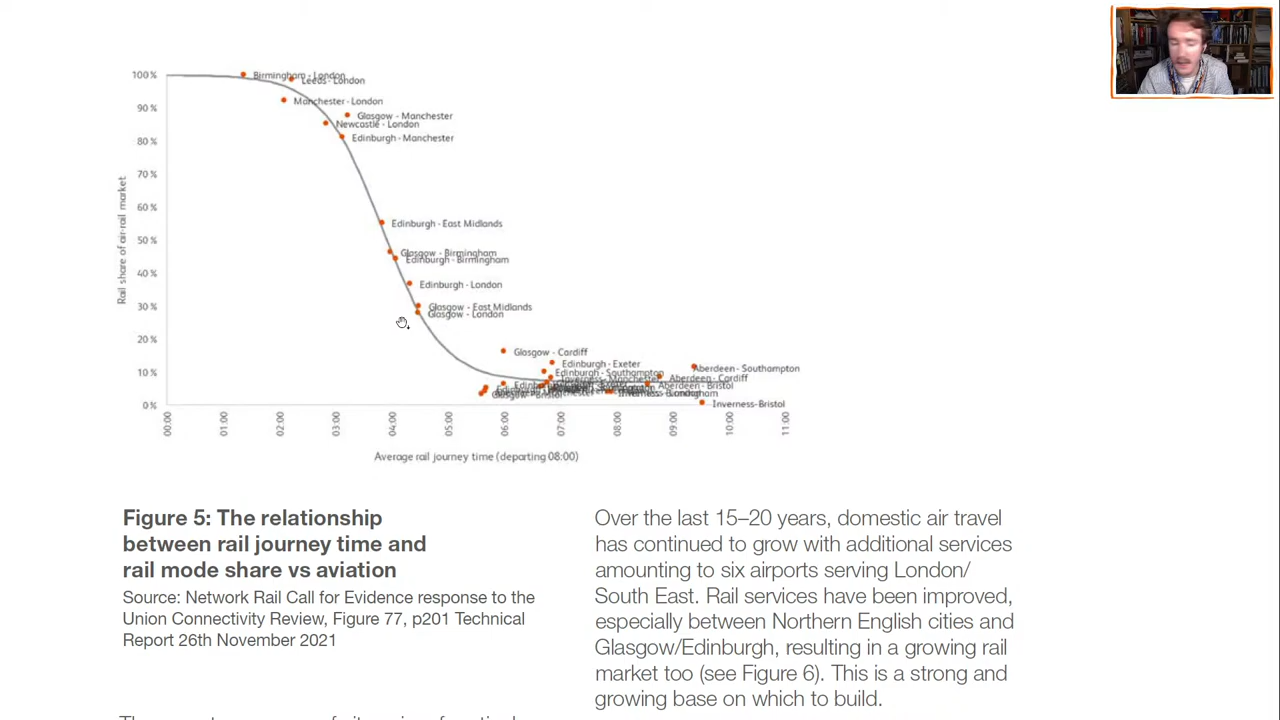 100%
Birmingham - London
Leeds - London
90%
Manchester - London
Glasgow - Manchester
Newcastle - London
80%
Edinburgh - Manchester
70%
60%
Edinburgh - East Midlands
50%
Glasgow - Birmingham
Edinburgh - Birmingham
40%
Edinburgh - London
30%
Glasgow - East Midlands
Glasgow - London
20%
Glasgow - Cardiff
Edinburgh - Exeter
Aberdeen - Southampton
10%
Edinburgh - Southampton
Inverness - Manchester
Aberdeen - Cardiff
Aberdeen - Bristol
Glasgow - Bristol
Inverness-Bristol
0%
Rail share of air-rail market
00:00
01:00
02:00
03:00
04:00
05:00
06:00
07:00
08:00
09:00
10:00
11:00
Average rail journey time (departing 08:00)
Figure 5: The relationship
between rail journey time and
rail mode share vs aviation
Source: Network Rail Call for Evidence response to the
Union Connectivity Review, Figure 77, p201 Technical
Report 26th November 2021
Over the last 15–20 years, domestic air travel
has continued to grow with additional services
amounting to six airports serving London/
South East. Rail services have been improved,
especially between Northern English cities and
Glasgow/Edinburgh, resulting in a growing rail
market too (see Figure 6). This is a strong and
growing base on which to build.